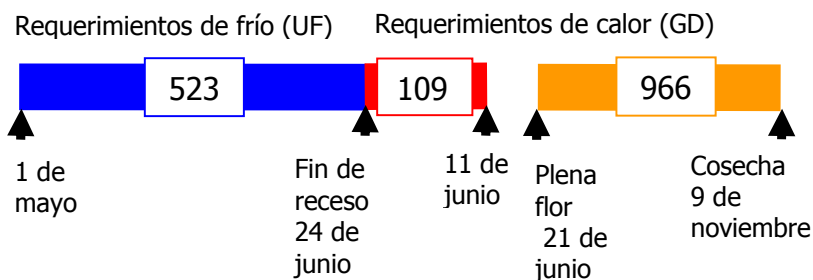 Requerimientos de frío (UF)
Requerimientos de calor (GD)
523
109
966
1 de
mayo
Fin de
receso
24 de
junio
11 de
junio
Plena
flor
21 de
junio
Cosecha
9 de
noviembre